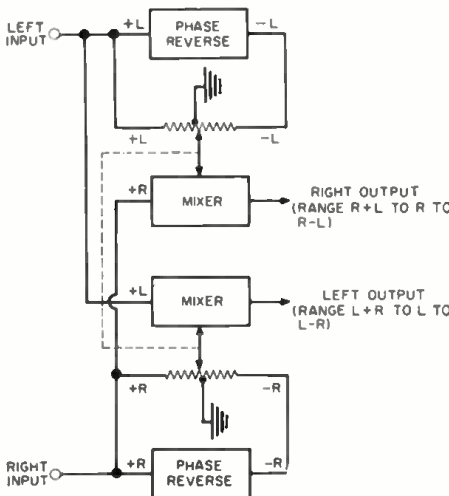 LEFT
INPUT
+L
PHASE
REVERSE
-L
+L
-L
+R
MIXER
RIGHT OUTPUT
(RANGE R+L TO R TO
R-L)
+L
MIXER
LEFT OUTPUT
(RANGE L+R TO L TO
L-R)
+R
-R
RIGHT
INPUT
+R
PHASE
REVERSE
-R